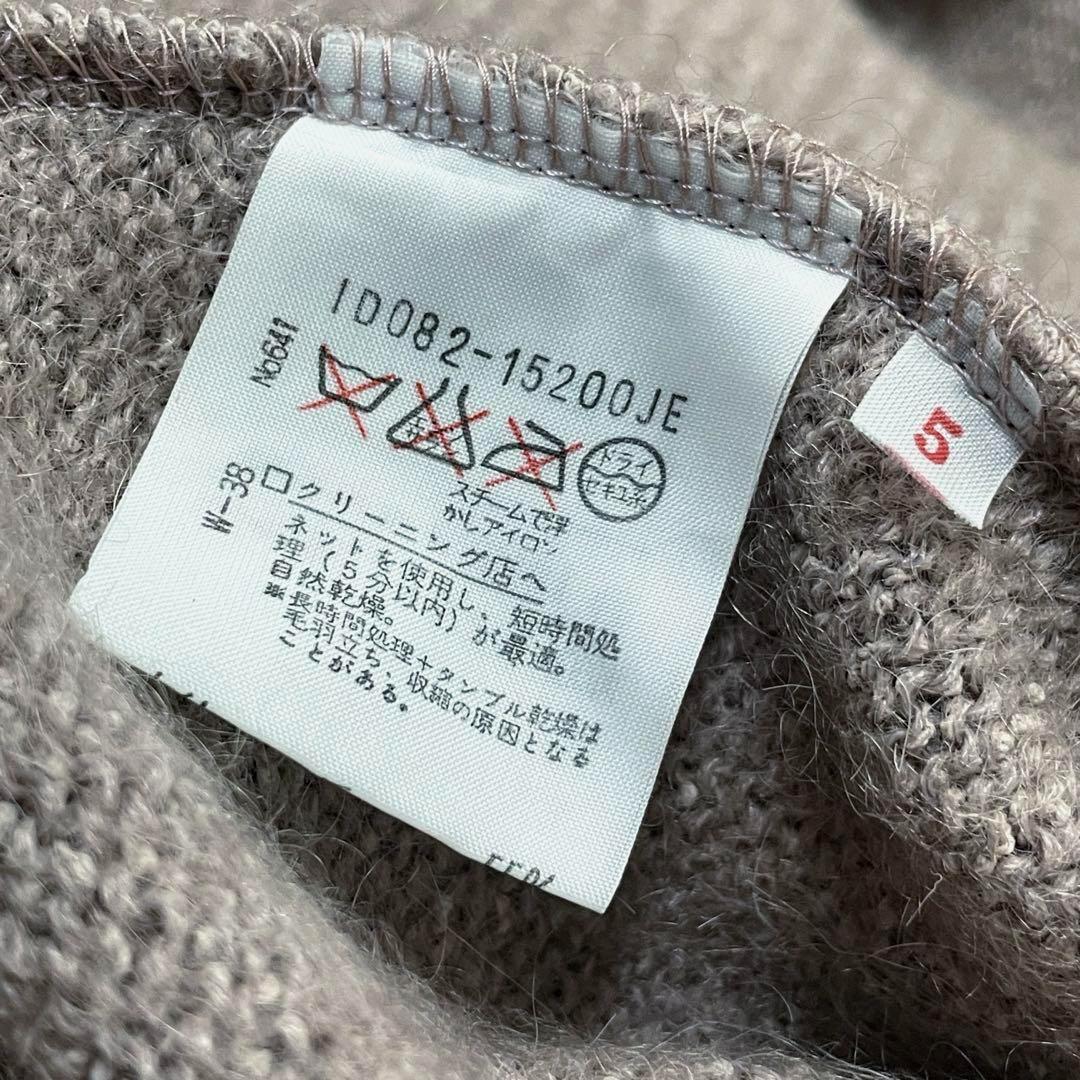 ID082-15200JE
No641
ドライ
セキユ系
スチームで浮
かしアイロン
H-38
クリーニング店へ
ネットを使用し、短時間処
理(5分以内)が最適。
自然乾燥。
※長時間処理+タンブル乾燥は
毛羽立ち、収縮の原因となる
ことがある。
5